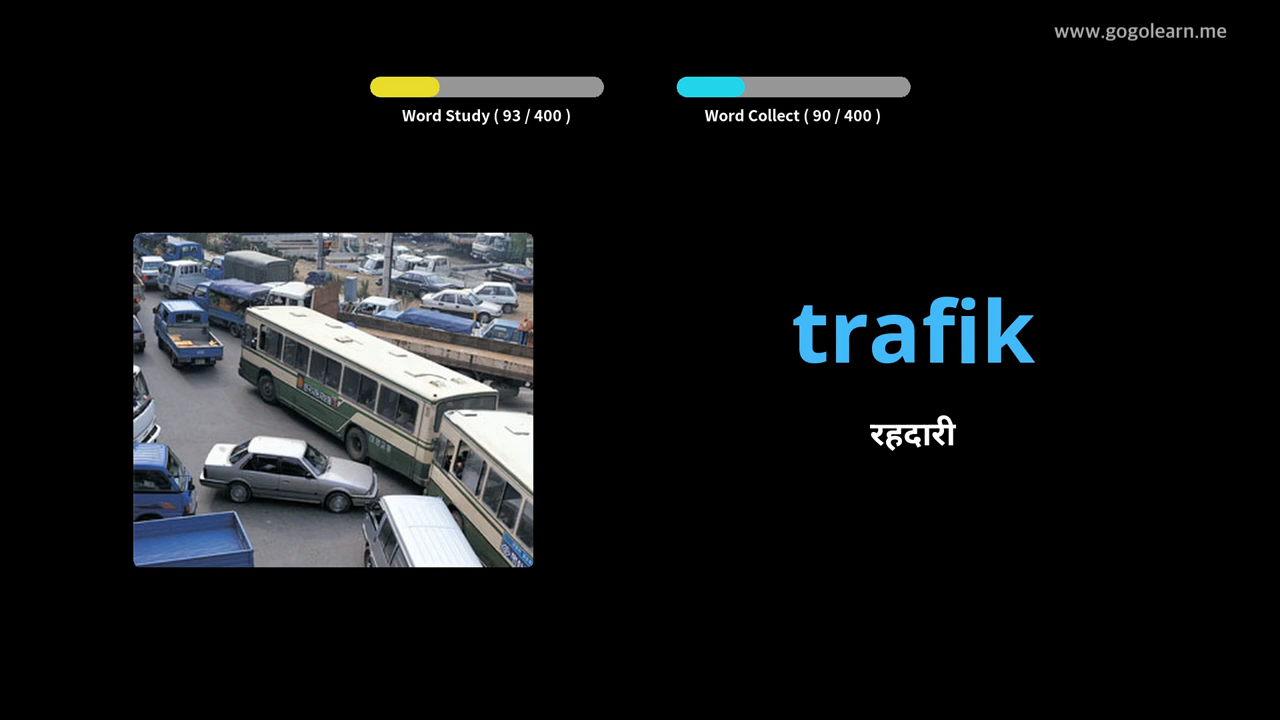 www.gogolearn.me
Word Study ( 93 / 400 )
Word Collect ( 90 / 400 )
trafik
रहदारी